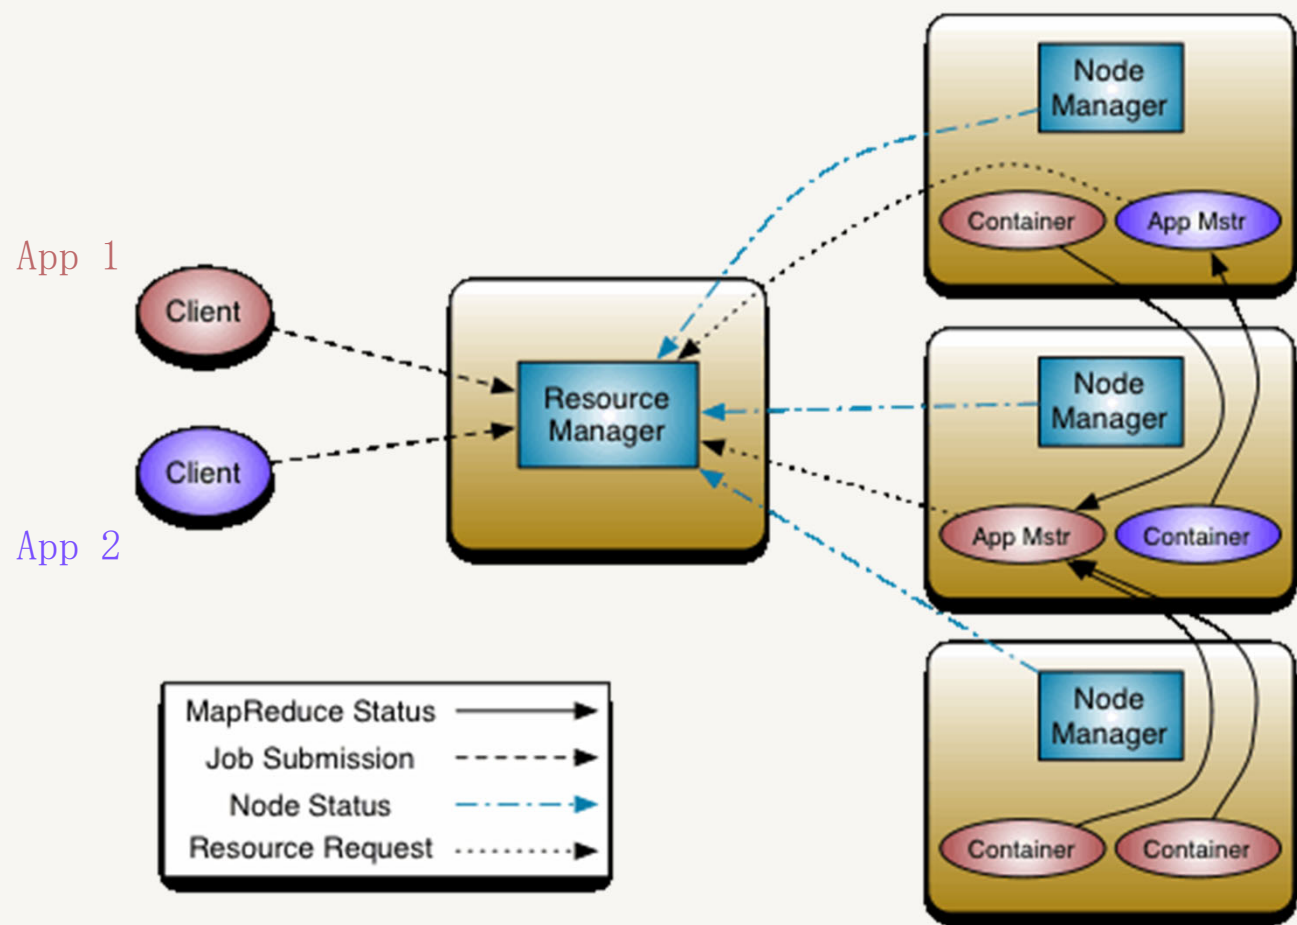 App 1
Client
Client
App 2
Resource
Manager
Node
Manager
Container
App Mstr
Node
Manager
App Mstr
Container
Node
Manager
Container
Container
MapReduce Status
Job Submission
Node Status
Resource Request